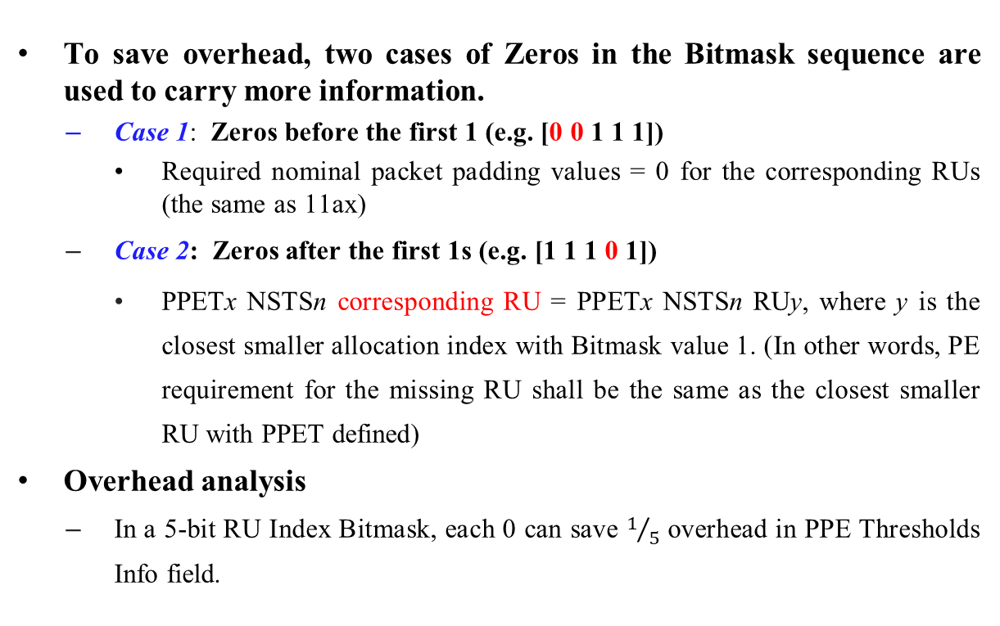 • To save overhead, two cases of Zeros in the Bitmask sequence are
used to carry more information.
– Case 1: Zeros before the first 1 (e.g. [0 0 1 1 1])
• Required nominal packet padding values = 0 for the corresponding RUs
(the same as 11ax)
– Case 2: Zeros after the first 1s (e.g. [1 1 1 0 1])
• PPETx NSTSn corresponding RU = PPETx NSTSn RUy, where y is the
closest smaller allocation index with Bitmask value 1. (In other words, PE
requirement for the missing RU shall be the same as the closest smaller
RU with PPET defined)
• Overhead analysis
– In a 5-bit RU Index Bitmask, each 0 can save 1/5 overhead in PPE Thresholds
Info field.